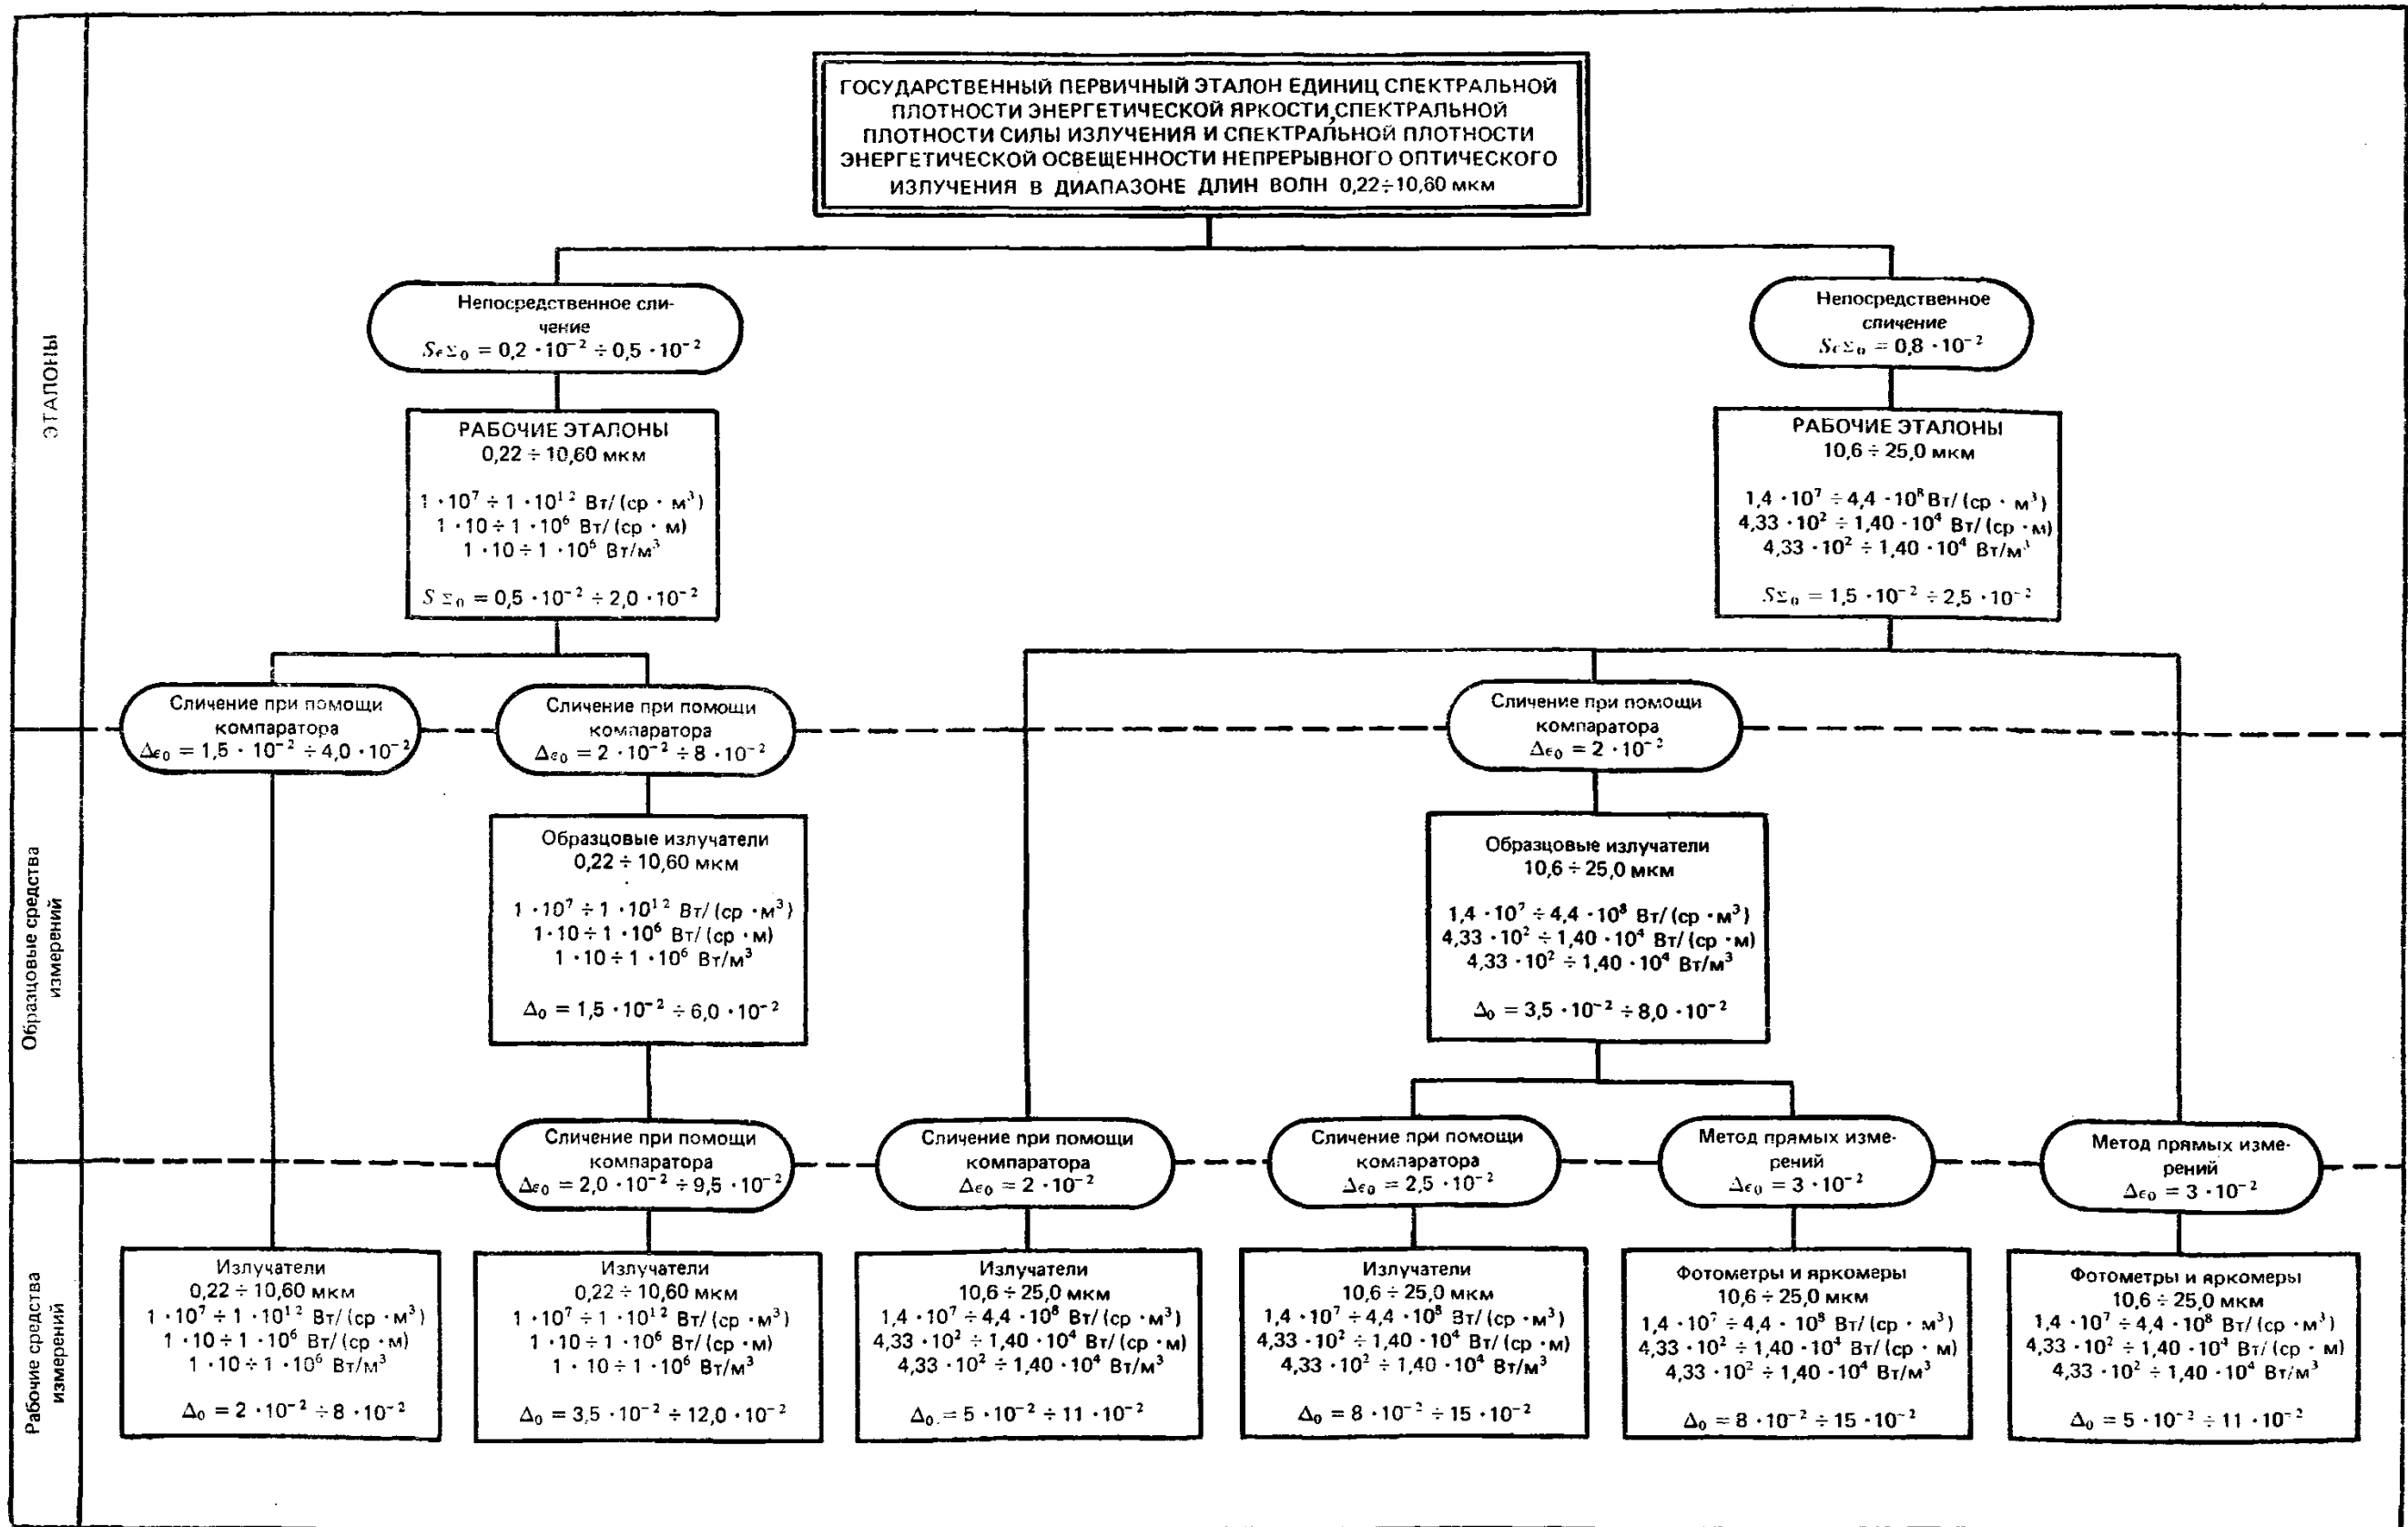 ГОСУДАРСТВЕННЫЙ ПЕРВИЧНЫЙ ЭТАЛОН ЕДИНИЦ СПЕКТРАЛЬНОЙ
ПЛОТНОСТИ ЭНЕРГЕТИЧЕСКОЙ ЯРКОСТИ, СПЕКТРАЛЬНОЙ
ПЛОТНОСТИ СИЛЫ ИЗЛУЧЕНИЯ И СПЕКТРАЛЬНОЙ ПЛОТНОСТИ
ЭНЕРГЕТИЧЕСКОЙ ОСВЕЩЕННОСТИ НЕПРЕРЫВНОГО ОПТИЧЕСКОГО
ИЗЛУЧЕНИЯ В ДИАПАЗОНЕ ДЛИН ВОЛН 0,22÷10,60 мкм
ЭТАЛОНЫ
Непосредственное сли-
чение
SₑΣ₀ = 0,2 · 10⁻² ÷ 0,5 · 10⁻²
Непосредственное
сличение
SₑΣ₀ = 0,8 · 10⁻²
РАБОЧИЕ ЭТАЛОНЫ
0,22 ÷ 10,60 мкм
1 · 10⁷ ÷ 1 · 10¹² Вт/(ср · м³)
1 · 10 ÷ 1 · 10⁶ Вт/(ср · м)
1 · 10 ÷ 1 · 10⁶ Вт/м³
SΣ₀ = 0,5 · 10⁻² ÷ 2,0 · 10⁻²
РАБОЧИЕ ЭТАЛОНЫ
10,6 ÷ 25,0 мкм
1,4 · 10⁷ ÷ 4,4 · 10⁸ Вт/(ср · м³)
4,33 · 10² ÷ 1,40 · 10⁴ Вт/(ср · м)
4,33 · 10² ÷ 1,40 · 10⁴ Вт/м³
SΣ₀ = 1,5 · 10⁻² ÷ 2,5 · 10⁻²
Сличение при помощи
компаратора
Δϵ₀ = 1,5 · 10⁻² ÷ 4,0 · 10⁻²
Сличение при помощи
компаратора
Δϵ₀ = 2 · 10⁻² ÷ 8 · 10⁻²
Сличение при помощи
компаратора
Δϵ₀ = 2 · 10⁻²
Образцовые средства
измерений
Образцовые излучатели
0,22 ÷ 10,60 мкм
1 · 10⁷ ÷ 1 · 10¹² Вт/(ср · м³)
1 · 10 ÷ 1 · 10⁶ Вт/(ср · м)
1 · 10 ÷ 1 · 10⁶ Вт/м³
Δ₀ = 1,5 · 10⁻² ÷ 6,0 · 10⁻²
Образцовые излучатели
10,6 ÷ 25,0 мкм
1,4 · 10⁷ ÷ 4,4 · 10⁸ Вт/(ср · м³)
4,33 · 10² ÷ 1,40 · 10⁴ Вт/(ср · м)
4,33 · 10² ÷ 1,40 · 10⁴ Вт/м³
Δ₀ = 3,5 · 10⁻² ÷ 8,0 · 10⁻²
Сличение при помощи
компаратора
Δϵ₀ = 2,0 · 10⁻² ÷ 9,5 · 10⁻²
Сличение при помощи
компаратора
Δϵ₀ = 2 · 10⁻²
Сличение при помощи
компаратора
Δϵ₀ = 2,5 · 10⁻²
Метод прямых изме-
рений
Δϵ₀ = 3 · 10⁻²
Метод прямых изме-
рений
Δϵ₀ = 3 · 10⁻²
Рабочие средства
измерений
Излучатели
0,22 ÷ 10,60 мкм
1 · 10⁷ ÷ 1 · 10¹² Вт/(ср · м³)
1 · 10 ÷ 1 · 10⁶ Вт/(ср · м)
1 · 10 ÷ 1 · 10⁶ Вт/м³
Δ₀ = 2 · 10⁻² ÷ 8 · 10⁻²
Излучатели
0,22 ÷ 10,60 мкм
1 · 10⁷ ÷ 1 · 10¹² Вт/(ср · м³)
1 · 10 ÷ 1 · 10⁶ Вт/(ср · м)
1 · 10 ÷ 1 · 10⁶ Вт/м³
Δ₀ = 3,5 · 10⁻² ÷ 12,0 · 10⁻²
Излучатели
10,6 ÷ 25,0 мкм
1,4 · 10⁷ ÷ 4,4 · 10⁸ Вт/(ср · м³)
4,33 · 10² ÷ 1,40 · 10⁴ Вт/(ср · м)
4,33 · 10² ÷ 1,40 · 10⁴ Вт/м³
Δ₀ = 5 · 10⁻² ÷ 11 · 10⁻²
Излучатели
10,6 ÷ 25,0 мкм
1,4 · 10⁷ ÷ 4,4 · 10⁸ Вт/(ср · м³)
4,33 · 10² ÷ 1,40 · 10⁴ Вт/(ср · м)
4,33 · 10² ÷ 1,40 · 10⁴ Вт/м³
Δ₀ = 8 · 10⁻² ÷ 15 · 10⁻²
Фотометры и яркомеры
10,6 ÷ 25,0 мкм
1,4 · 10⁷ ÷ 4,4 · 10⁸ Вт/(ср · м³)
4,33 · 10² ÷ 1,40 · 10⁴ Вт/(ср · м)
4,33 · 10² ÷ 1,40 · 10⁴ Вт/м³
Δ₀ = 8 · 10⁻² ÷ 15 · 10⁻²
Фотометры и яркомеры
10,6 ÷ 25,0 мкм
1,4 · 10⁷ ÷ 4,4 · 10⁸ Вт/(ср · м³)
4,33 · 10² ÷ 1,40 · 10⁴ Вт/(ср · м)
4,33 · 10² ÷ 1,40 · 10⁴ Вт/м³
Δ₀ = 5 · 10⁻² ÷ 11 · 10⁻²